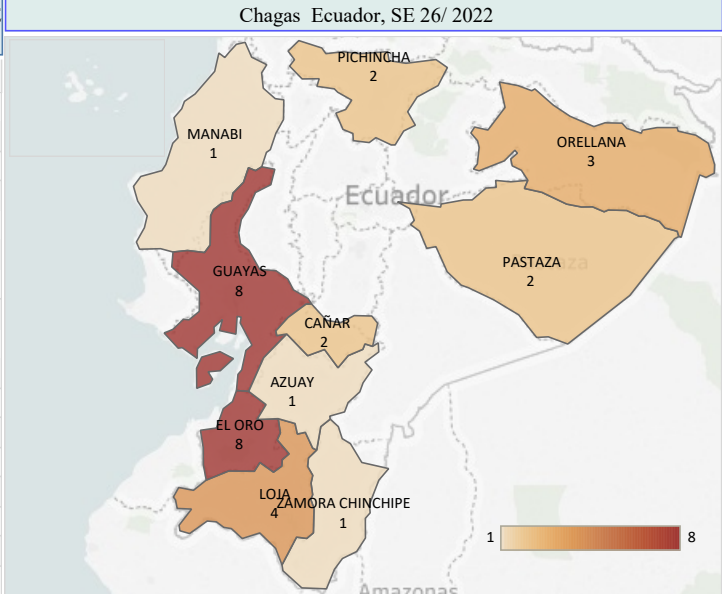 Chagas Ecuador, SE 26/ 2022
PICHINCHA
2
MANABI
1
ORELLANA
3
Ecuador
PASTAZA
2
GUAYAS
8
CAÑAR
2
AZUAY
1
EL ORO
8
LOJA
4
ZAMORA CHINCHIPE
1
1
8
Amazonas